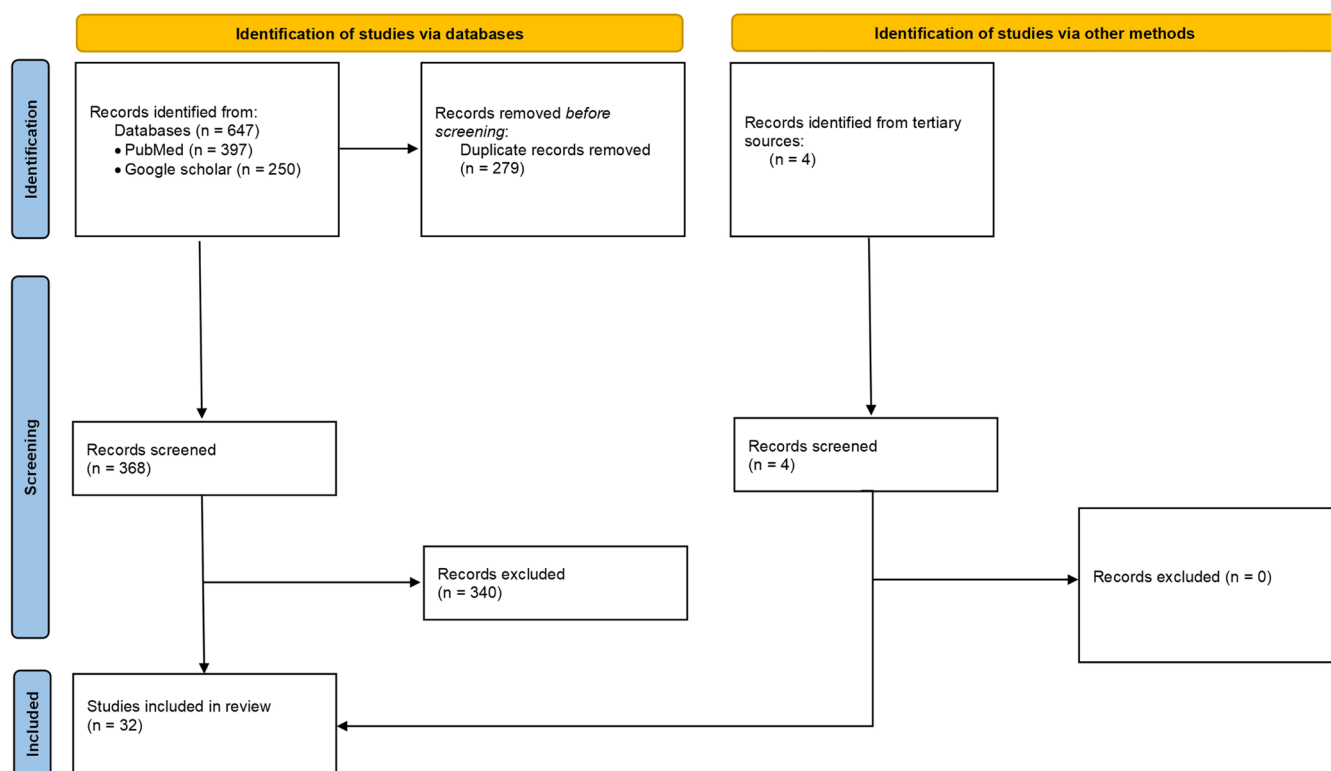 Identification of studies via databases
Identification of studies via other methods
Identification
Records identified from:
Databases (n = 647)
• PubMed (n = 397)
• Google scholar (n = 250)
Records removed before
screening:
Duplicate records removed
(n = 279)
Records identified from tertiary
sources:
(n = 4)
Screening
Records screened
(n = 368)
Records screened
(n = 4)
Records excluded
(n = 340)
Records excluded (n = 0)
Included
Studies included in review
(n = 32)